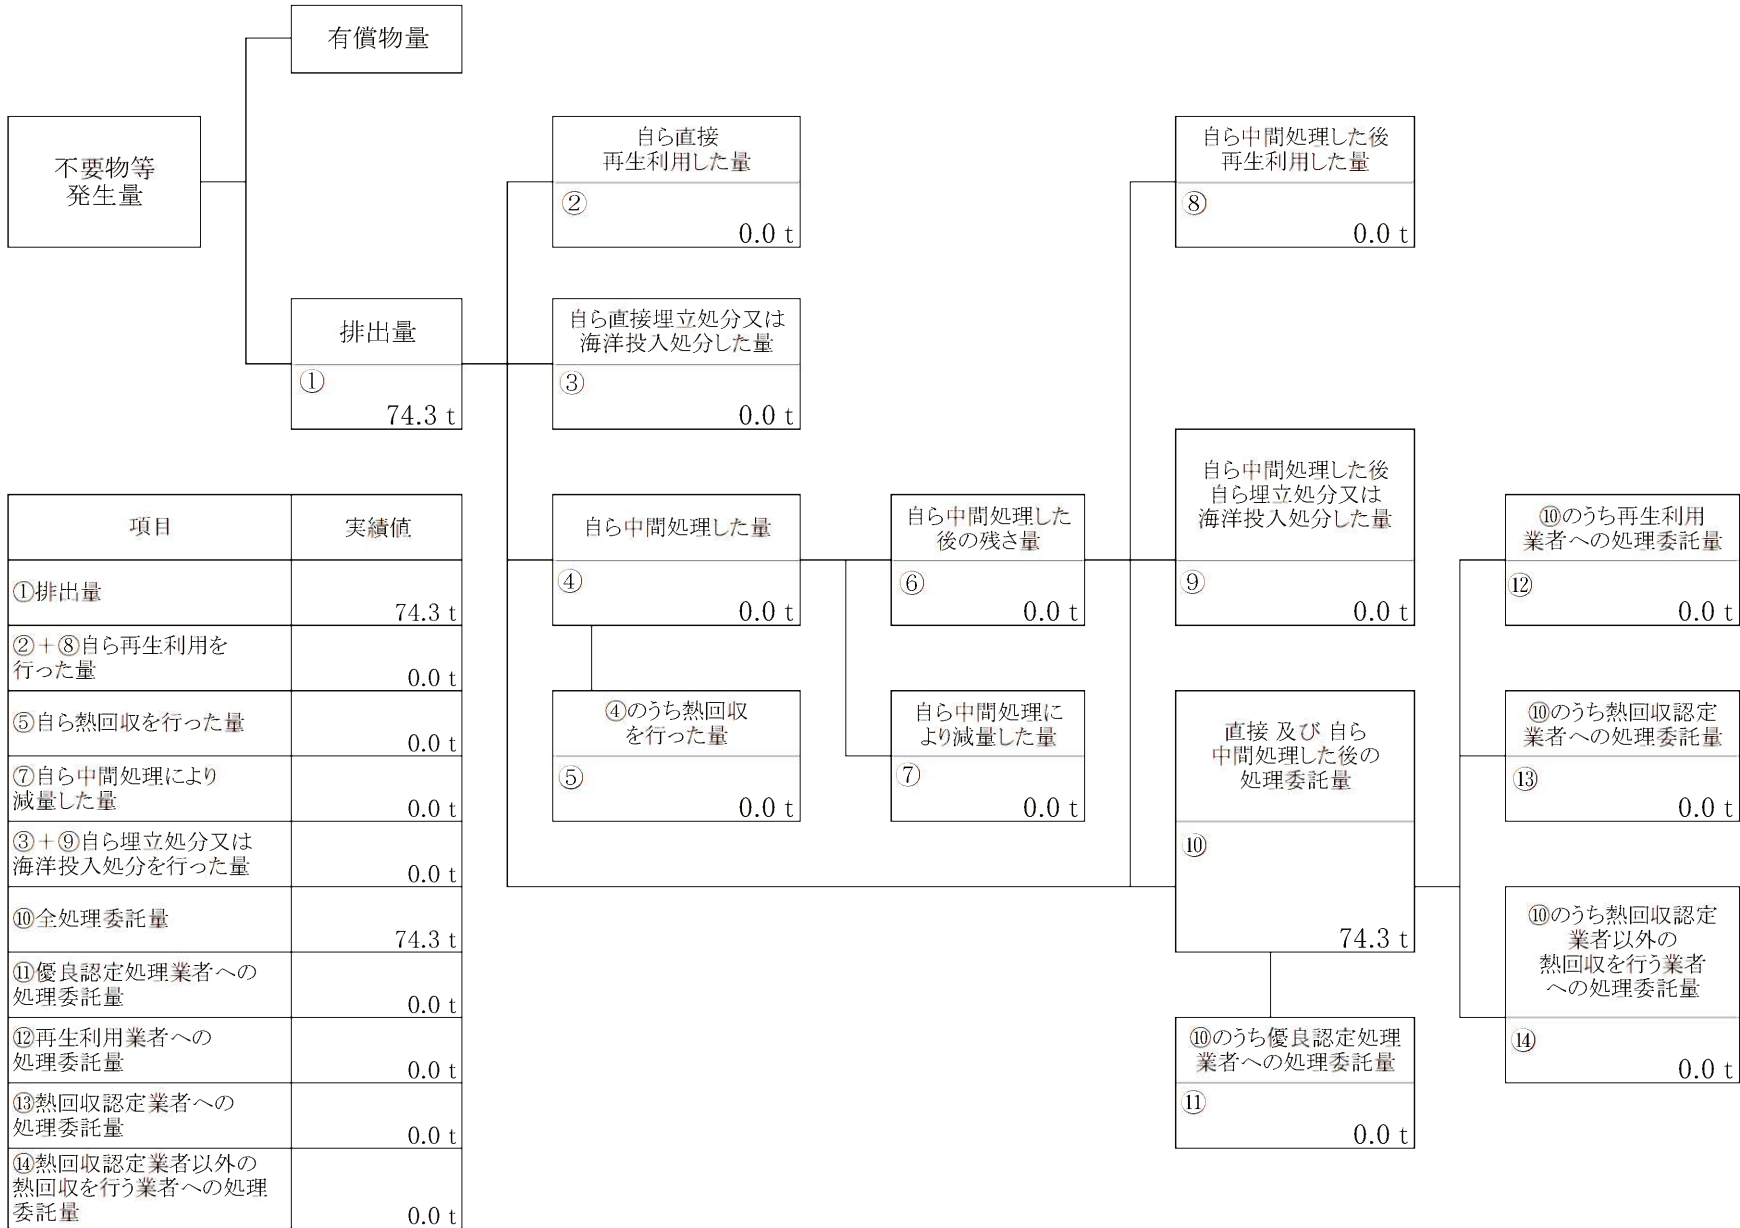 有償物量
不要物等
発生量
自ら直接
再生利用した量
②
0.0 t
自ら中間処理した後
再生利用した量
⑧
0.0 t
排出量
①
74.3 t
自ら直接埋立処分又は
海洋投入処分した量
③
0.0 t
自ら中間処理した量
④
0.0 t
自ら中間処理した
後の残さ量
⑥
0.0 t
自ら中間処理した後
自ら埋立処分又は
海洋投入処分した量
⑨
0.0 t
⑩のうち再生利用
業者への処理委託量
⑫
0.0 t
④のうち熱回収
を行った量
⑤
0.0 t
自ら中間処理に
より減量した量
⑦
0.0 t
直接 及び 自ら
中間処理した後の
処理委託量
⑩
74.3 t
⑩のうち熱回収認定
業者への処理委託量
⑬
0.0 t
⑩のうち熱回収認定
業者以外の
熱回収を行う業者
への処理委託量
⑭
0.0 t
⑩のうち優良認定処理
業者への処理委託量
⑪
0.0 t
項目 実績値
①排出量
74.3 t
②+⑧自ら再生利用を
行った量
0.0 t
⑤自ら熱回収を行った量
0.0 t
⑦自ら中間処理により
減量した量
0.0 t
③+⑨自ら埋立処分又は
海洋投入処分を行った量
0.0 t
⑩全処理委託量
74.3 t
⑪優良認定処理業者への
処理委託量
0.0 t
⑫再生利用業者への
処理委託量
0.0 t
⑬熱回収認定業者への
処理委託量
0.0 t
⑭熱回収認定業者以外の
熱回収を行う業者への処理
委託量
0.0 t